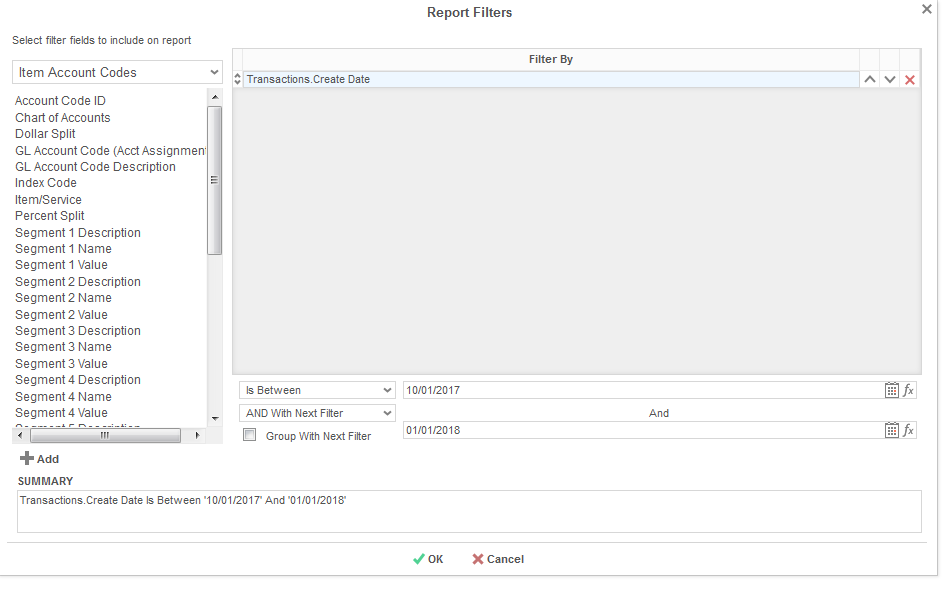 Report Filters
Select filter fields to include on report
Item Account Codes
Filter By
Transactions.Create Date
Account Code ID
Chart of Accounts
Dollar Split
GL Account Code (Acct Assignment
GL Account Code Description
Index Code
Item/Service
Percent Split
Segment 1 Description
Segment 1 Name
Segment 1 Value
Segment 2 Description
Segment 2 Name
Segment 2 Value
Segment 3 Description
Segment 3 Name
Segment 3 Value
Segment 4 Description
Segment 4 Name
Segment 4 Value
Segment 5 Description
Is Between
10/01/2017
fx
AND With Next Filter
And
Group With Next Filter
01/01/2018
fx
Add
SUMMARY
Transactions.Create Date Is Between '10/01/2017' And '01/01/2018'
OK
Cancel